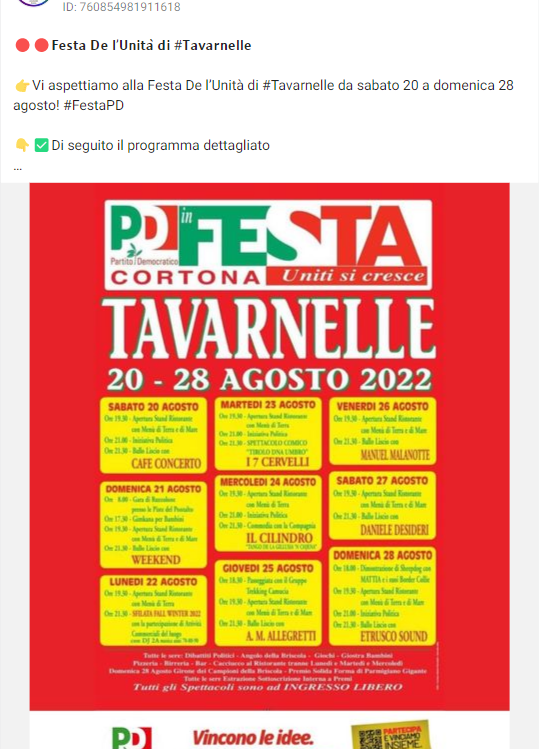 ID: 760854981911618
🔴 🔴 Festa De l'Unità di #Tavarnelle
👉Vi aspettiamo alla Festa De l'Unità di #Tavarnelle da sabato 20 a domenica 28
agosto! #FestaPD
👇 ✅Di seguito il programma dettagliato
...
PD in FESTA
Partito Democratico
CORTONA Uniti si cresce
TAVARNELLE
20 - 28 AGOSTO 2022
SABATO 20 AGOSTO
Ore 19,30 - Apertura Stand Ristorante
con Menù di Terra e di Mare
Ore 21.00 - Iniziativa Politica
Ore 21,30 - Ballo Liscio con
CAFE CONCERTO
DOMENICA 21 AGOSTO
Ore 8.00 - Gara di
presso le Piane del
Ore 17,30 - Gimkana per Bambini
Ore 19,30 - Apertura Stand Ristorante
con Menù di Terra e di Mare
Ore 21,30 - Ballo Liscio con
WEEKEND
LUNEDI 22 AGOSTO
Ore 19,30 - Apertura Stand Ristorante
con Menù di Terra
Ore 21,30 - SFILATA FALL WINTER 2022
con la partecipazione di Attività
Commerciali del luogo
MARTEDI 23 AGOSTO
Ore 19,30 - Apertura Stand Ristorante
con Menù di Terra
Ore 21.00 - Iniziativa Politica
Ore 21,30 - SPETTACOLO COMICO
"TIROLO DNA UMBRO"
I 7 CERVELLI
MERCOLEDI 24 AGOSTO
Ore 19,30 - Apertura Stand Ristorante
con Menù di Terra
Ore 21.00 - Iniziativa Politica
Ore 21,30 - Commedia con la Compagnia
IL CILINDRO
GIOVEDI 25 AGOSTO
Ore 18,30 - Passeggiata con il Gruppo
Trekking Camucia
Ore 19,30 - Apertura Stand Ristorante
con Menù di Terra e di Mare
Ore 21,30 - Ballo Liscio con
A. M. ALLEGRETTI
VENERDI 26 AGOSTO
Ore 19,30 - Apertura Stand Ristorante
con Menù di Terra e di Mare
Ore 21,30 - Ballo Liscio con
MANUEL MALANOTTE
SABATO 27 AGOSTO
Ore 19,30 - Apertura Stand Ristorante
con Menù di Terra e di Mare
Ore 21,30 - Ballo Liscio con
DANIELE DESIDERI
DOMENICA 28 AGOSTO
Ore 18.00 - Dimostrazione di Sheepdog con
MATTIA e i suoi Border Collie
Ore 19,30 - Apertura Stand Ristorante
con Menù di Terra e di Mare
Ore 21.00 - Iniziativa Politica
Ore 21,30 - Ballo Liscio con
ETRUSCO SOUND
Tutte le sere: Dibattiti Politici - Angolo della Briscola - Giochi - Giostra Bambini
Pizzeria - Birreria - Bar - Cacciucco al Ristorante tranne Lunedì e Martedì e Mercoledì
Domenica 28 Agosto Girone dei Campioni della Briscola - Premio Solida Forma di Parmigiano Gigante
Tutte le sere Estrazione Sottoscrizione Interna a Premi
Tutti gli Spettacoli sono ad INGRESSO LIBERO
PD
Vincono le idee.
PARTECIPA
E VINCIAMO
INSIEME.